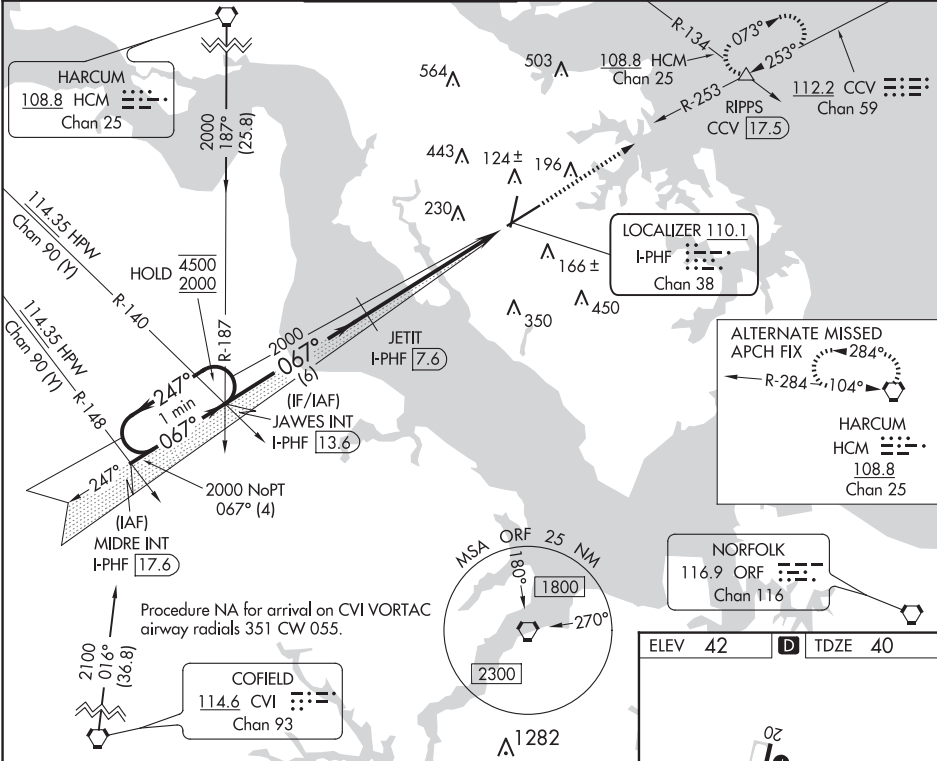 HARCUM
108.8 HCM
Chan 25
2000
187°
(25.8)
564
503
443
124 ±
196
230
166 ±
450
350
R-134
073°
253°
108.8 HCM
Chan 25
R-253
RIPPS
CCV 17.5
112.2 CCV
Chan 59
LOCALIZER 110.1
I-PHF
Chan 38
114.35 HPW
Chan 90 (Y)
R-140
HOLD 4500
2000
R-187
114.35 HPW
Chan 90 (Y)
R-148
2000
067°
(6)
JETIT
I-PHF 7.6
247°
1 min
067°
(IF/IAF)
JAWES INT
I-PHF 13.6
247°
2000 NoPT
067° (4)
(IAF)
MIDRE INT
I-PHF 17.6
ALTERNATE MISSED
APCH FIX
284°
R-284
104°
HARCUM
HCM
108.8
Chan 25
Procedure NA for arrival on CVI VORTAC
airway radials 351 CW 055.
2100
016°
(36.8)
COFIELD
114.6 CVI
Chan 93
MSA ORF 25 NM
180°
1800
270°
2300
1282
NORFOLK
116.9 ORF
Chan 116
ELEV 42
D
TDZE 40
20